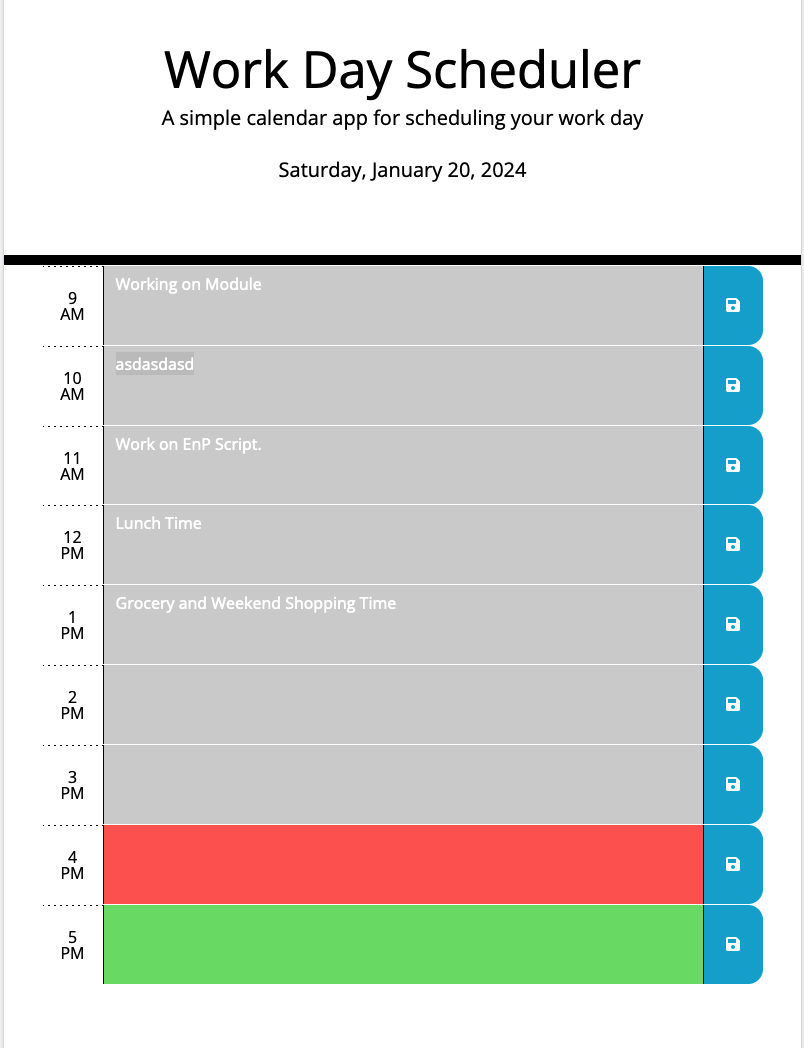 Work Day Scheduler
A simple calendar app for scheduling your work day
Saturday, January 20, 2024
9
AM
Working on Module
10
AM
asdasdasd
11
AM
Work on EnP Script.
12
PM
Lunch Time
1
PM
Grocery and Weekend Shopping Time
2
PM
3
PM
4
PM
5
PM